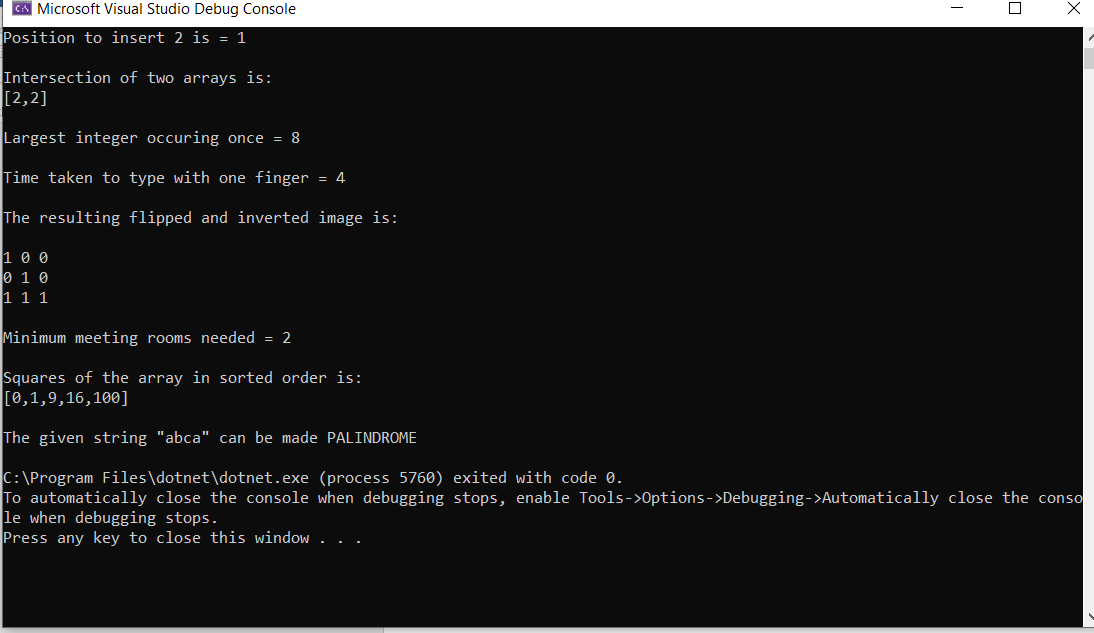 Microsoft Visual Studio Debug Console
Position to insert 2 is = 1
Intersection of two arrays is:
[2,2]
Largest integer occuring once = 8
Time taken to type with one finger = 4
The resulting flipped and inverted image is:
1 0 0
0 1 0
1 1 1
Minimum meeting rooms needed = 2
Squares of the array in sorted order is:
[0,1,9,16,100]
The given string "abca" can be made PALINDROME
C:\Program Files\dotnet\dotnet.exe (process 5760) exited with code 0.
To automatically close the console when debugging stops, enable Tools->Options->Debugging->Automatically close the conso
le when debugging stops.
Press any key to close this window . . .